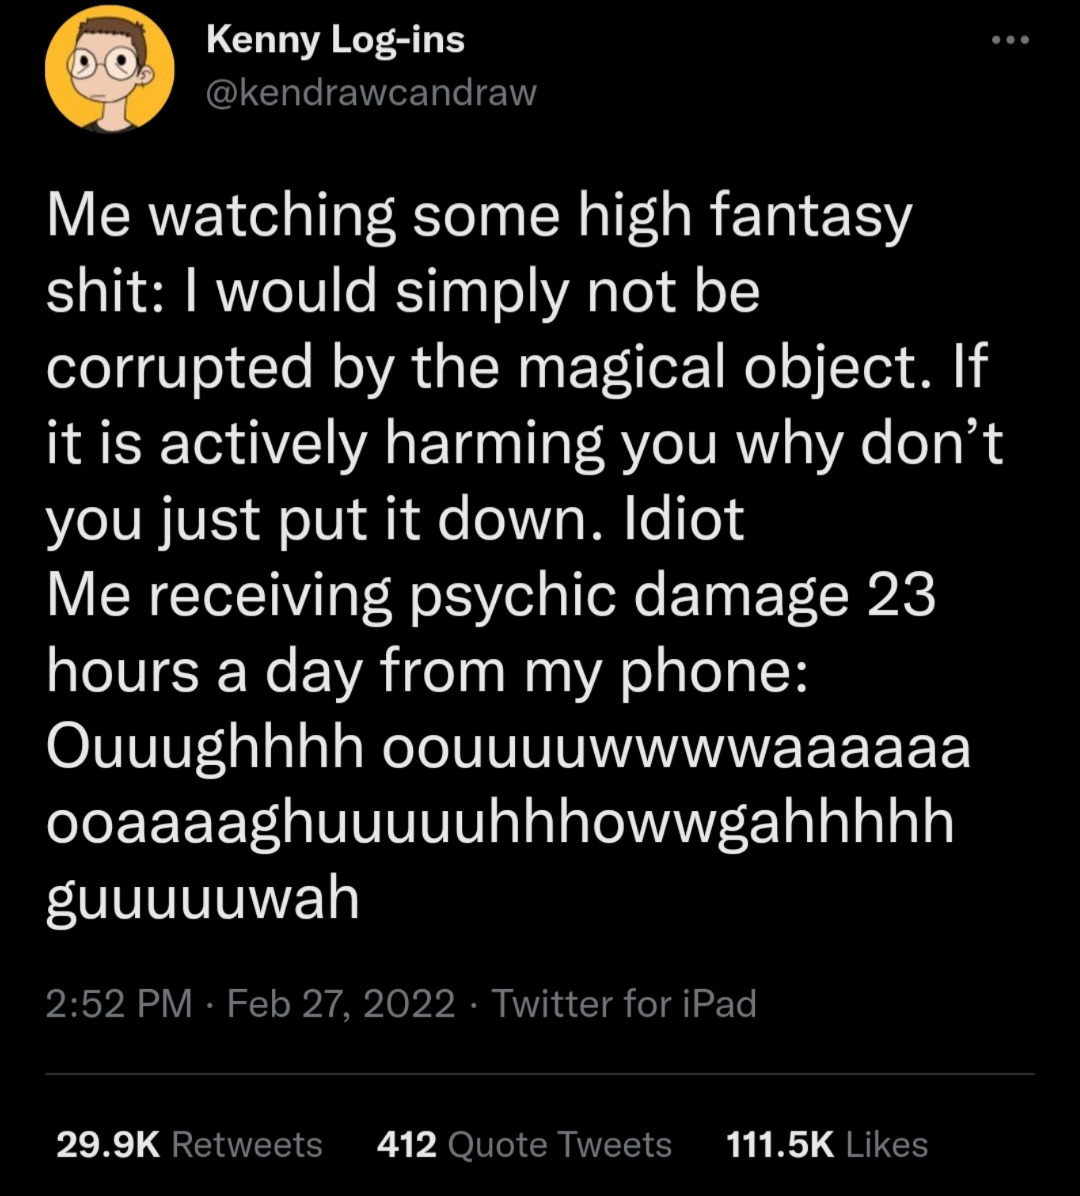 Kenny Log-ins
@kendrawcandraw
Me watching some high fantasy
shit: I would simply not be
corrupted by the magical object. If
it is actively harming you why don’t
you just put it down. Idiot
Me receiving psychic damage 23
hours a day from my phone:
Ouuughhhh oouuuuwwwwaaaaaa
ooaaaaghuuuuuhhhowwgahhhhh
guuuuuwah
2:52 PM · Feb 27, 2022 · Twitter for iPad
29.9K Retweets 412 Quote Tweets 111.5K Likes